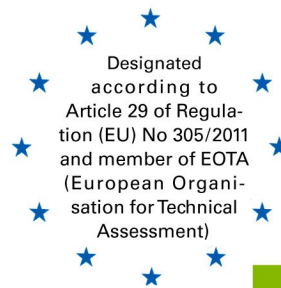 Designated
according to
Article 29 of Regula-
tion (EU) No 305/2011
and member of EOTA
(European Organi-
sation for Technical
Assessment)